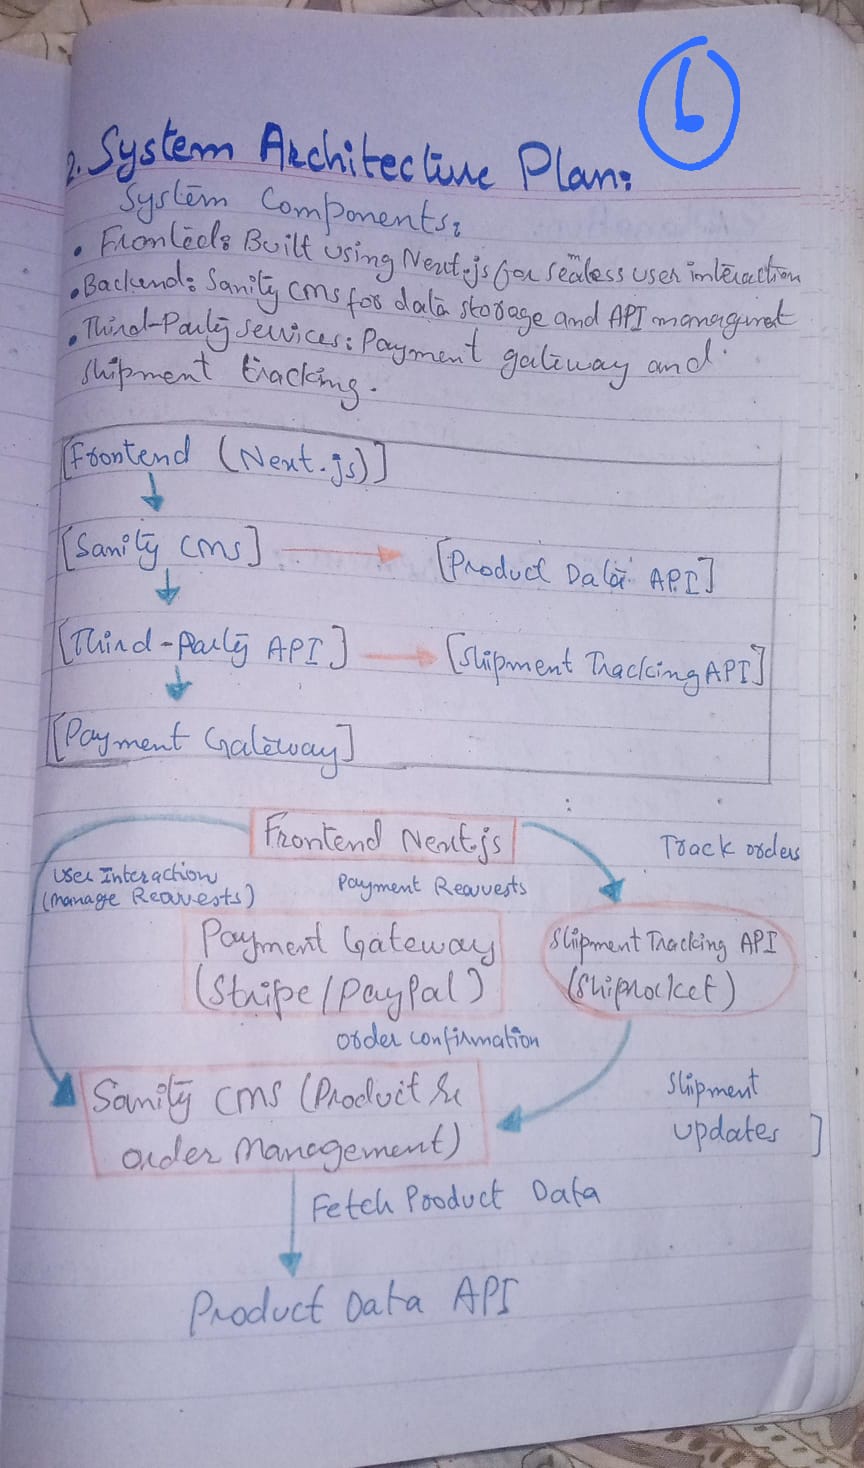 6
2. System Architecture Plan:
System Components:
• Fronted: Built using Next.js for seamless user interaction
• Backend: Sanity cms for data storage and API managment
• Third-Party services: Payment gateway and
shipment tracking.
[Frontend (Next.js)]
[Sanity cms] [Product Data API]
[Third-Party API] [Shipment Tracking API]
[Payment Gateway]
Frontend Next.js
Track orders
User Interaction
(manage Requests)
Payment Requests
Payment Gateway
(Stripe/PayPal)
Shipment Tracking API
(Shiprocket)
order confirmation
Sanity cms (Product &
order management)
Shipment
updates ]
Fetch Product Data
Product Data API